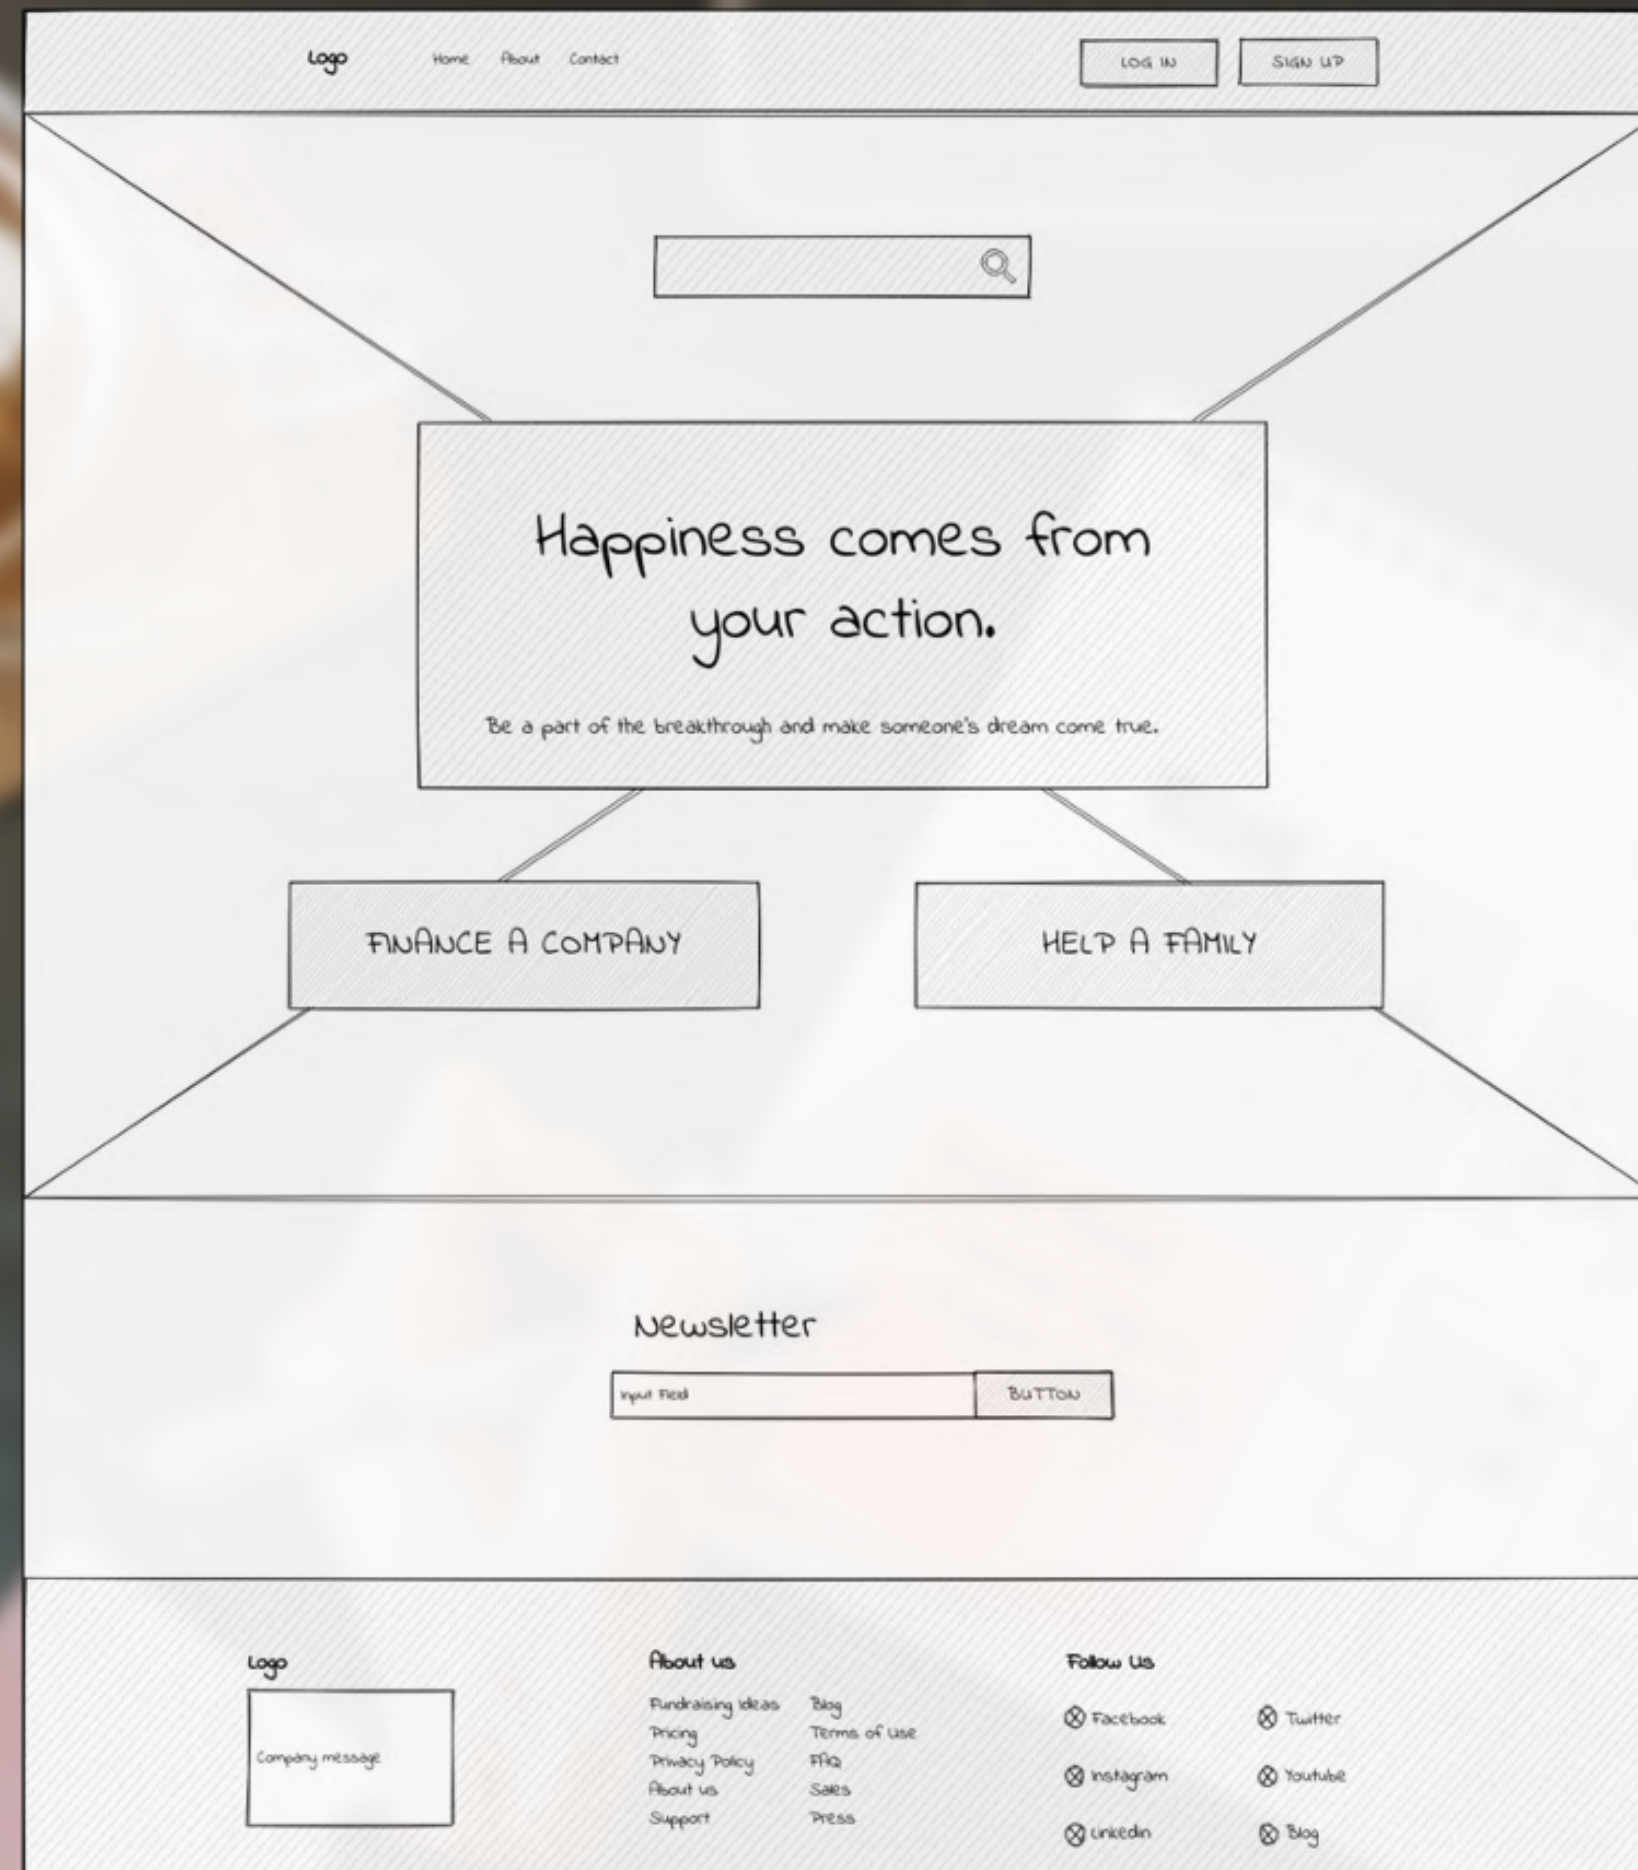 Logo
Home About Contact
LOG IN
SIGN UP
Happiness comes from
your action.
Be a part of the breakthrough and make someone's dream come true.
FINANCE A COMPANY
HELP A FAMILY
Newsletter
Input Field
BUTTON
Logo
Company message
About us
Fundraising Ideas
Pricing
Privacy Policy
About us
Support
Blog
Terms of Use
FAQ
Sales
Press
Follow Us
Facebook
Instagram
Linkedin
Twitter
Youtube
Blog